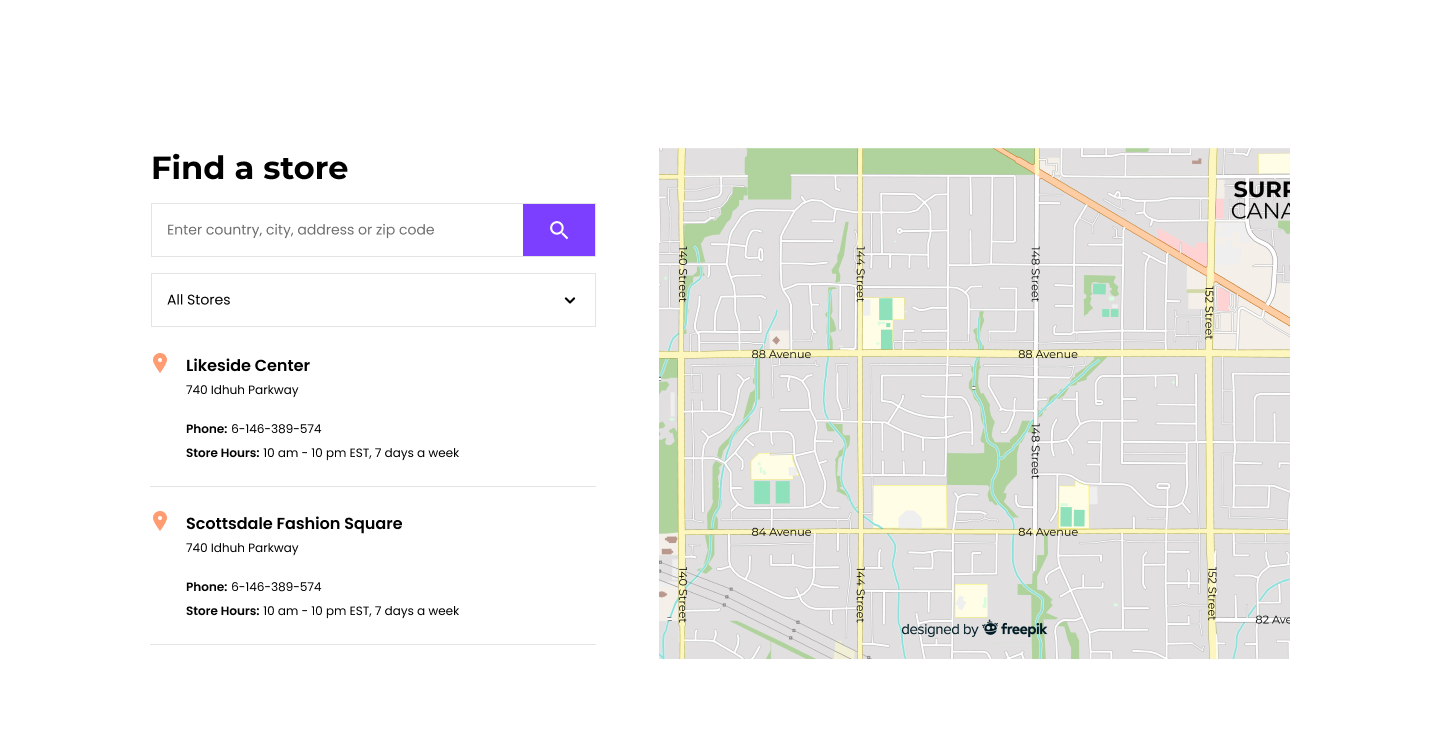 Find a store
Enter country, city, address or zip code
All Stores
Likeside Center
740 Idhuh Parkway
Phone: 6-146-389-574
Store Hours: 10 am - 10 pm EST, 7 days a week
Scottsdale Fashion Square
740 Idhuh Parkway
Phone: 6-146-389-574
Store Hours: 10 am - 10 pm EST, 7 days a week
SURR
CANA
140 Street
144 Street
148 Street
152 Street
88 Avenue
88 Avenue
148 Street
84 Avenue
84 Avenue
140 Street
144 Street
152 Street
82 Ave
designed by freepik